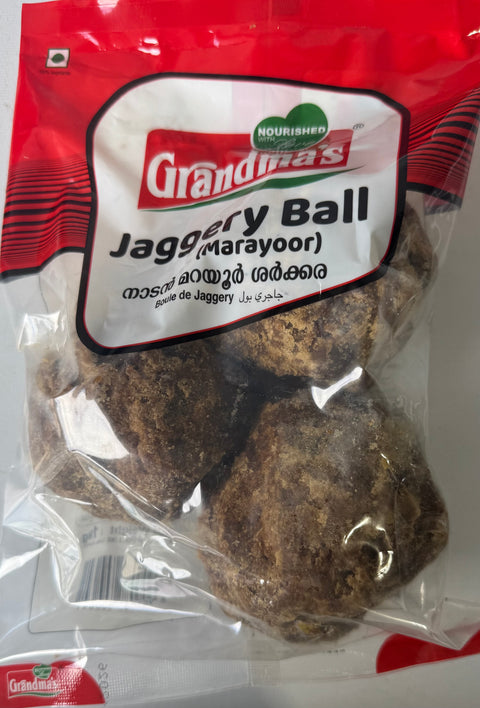 NOURISHED
WITH
Grandma's
Jaggery Ball
(Marayoor)
നാടൻ മറയൂർ ശർക്കര
Boule de Jaggery جاجري بول
Grandma's